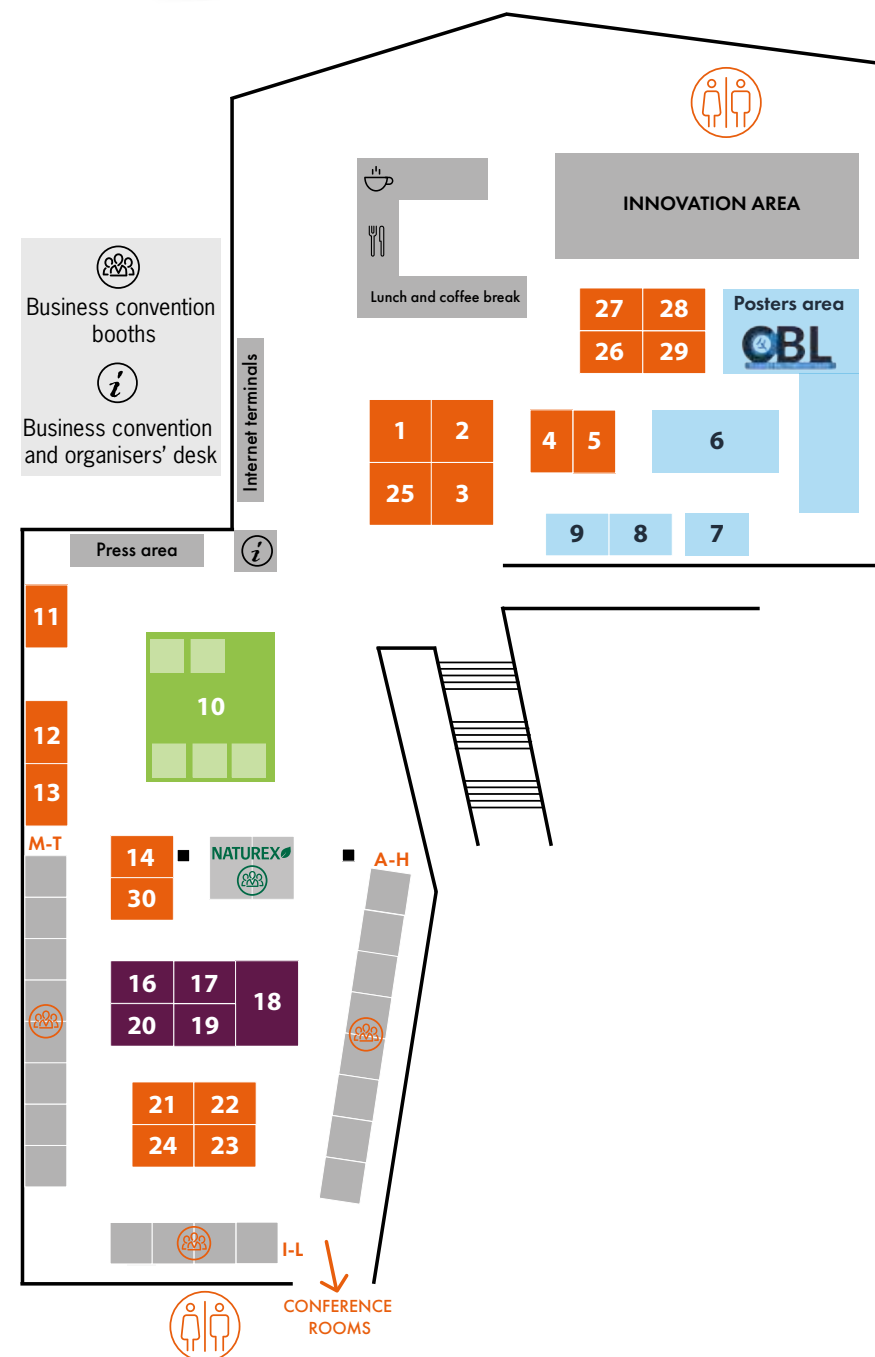 INNOVATION AREA
Lunch and coffee break
Business convention
booths
Business convention
and organisers' desk
Internet terminals
27 28
26 29
Posters area
CBL
1 2
25 3
4 5
6
9 8 7
Press area
11
10
12
13
M-T
14
30
NATUREX
A-H
16 17 18
20 19
21 22
24 23
I-L
CONFERENCE
ROOMS